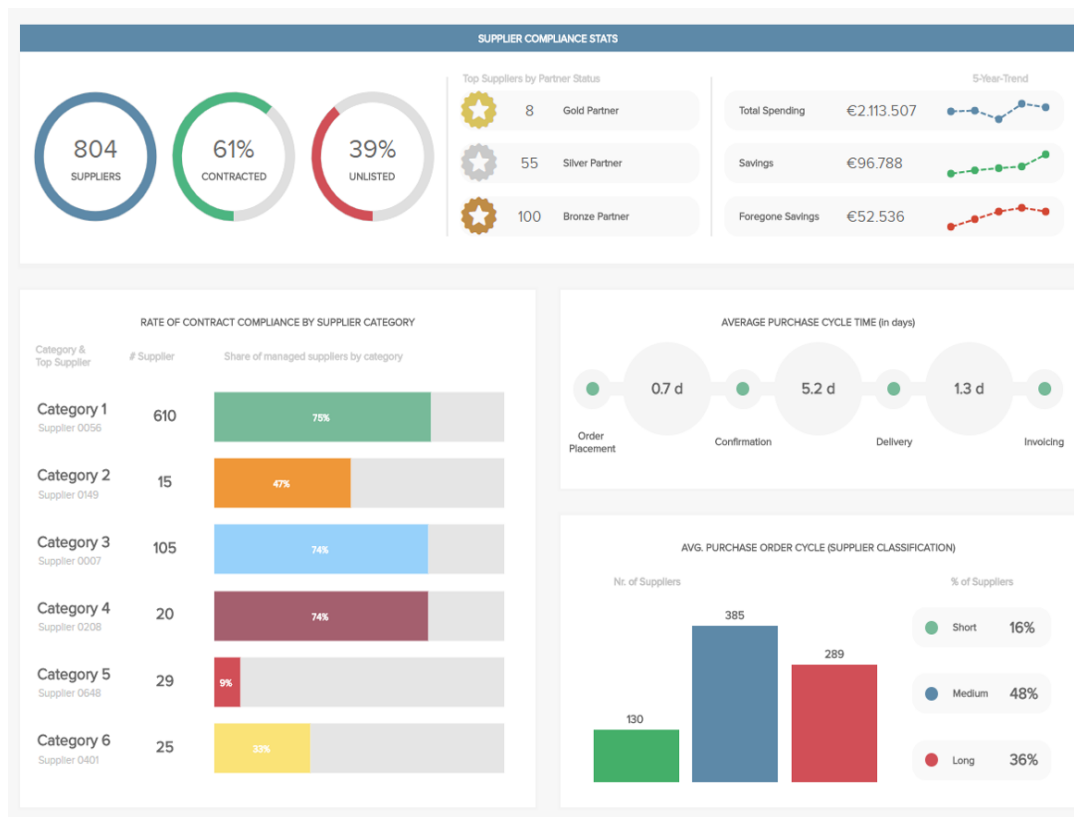 SUPPLIER COMPLIANCE STATS
804
SUPPLIERS
61%
CONTRACTED
39%
UNLISTED
Top Suppliers by Partner Status
8 Gold Partner
55 Silver Partner
100 Bronze Partner
5-Year-Trend
Total Spending €2.113.507
Savings €96.788
Foregone Savings €52.536
RATE OF CONTRACT COMPLIANCE BY SUPPLIER CATEGORY
Category &
Top Supplier
# Supplier
Share of managed suppliers by category
Category 1
Supplier 0056
610
75%
Category 2
Supplier 0149
15
47%
Category 3
Supplier 0007
105
74%
Category 4
Supplier 0208
20
74%
Category 5
Supplier 0648
29
9%
Category 6
Supplier 0401
25
33%
AVERAGE PURCHASE CYCLE TIME (in days)
0.7 d
5.2 d
1.3 d
Order
Placement
Confirmation
Delivery
Invoicing
AVG. PURCHASE ORDER CYCLE (SUPPLIER CLASSIFICATION)
Nr. of Suppliers
130
385
289
% of Suppliers
Short 16%
Medium 48%
Long 36%